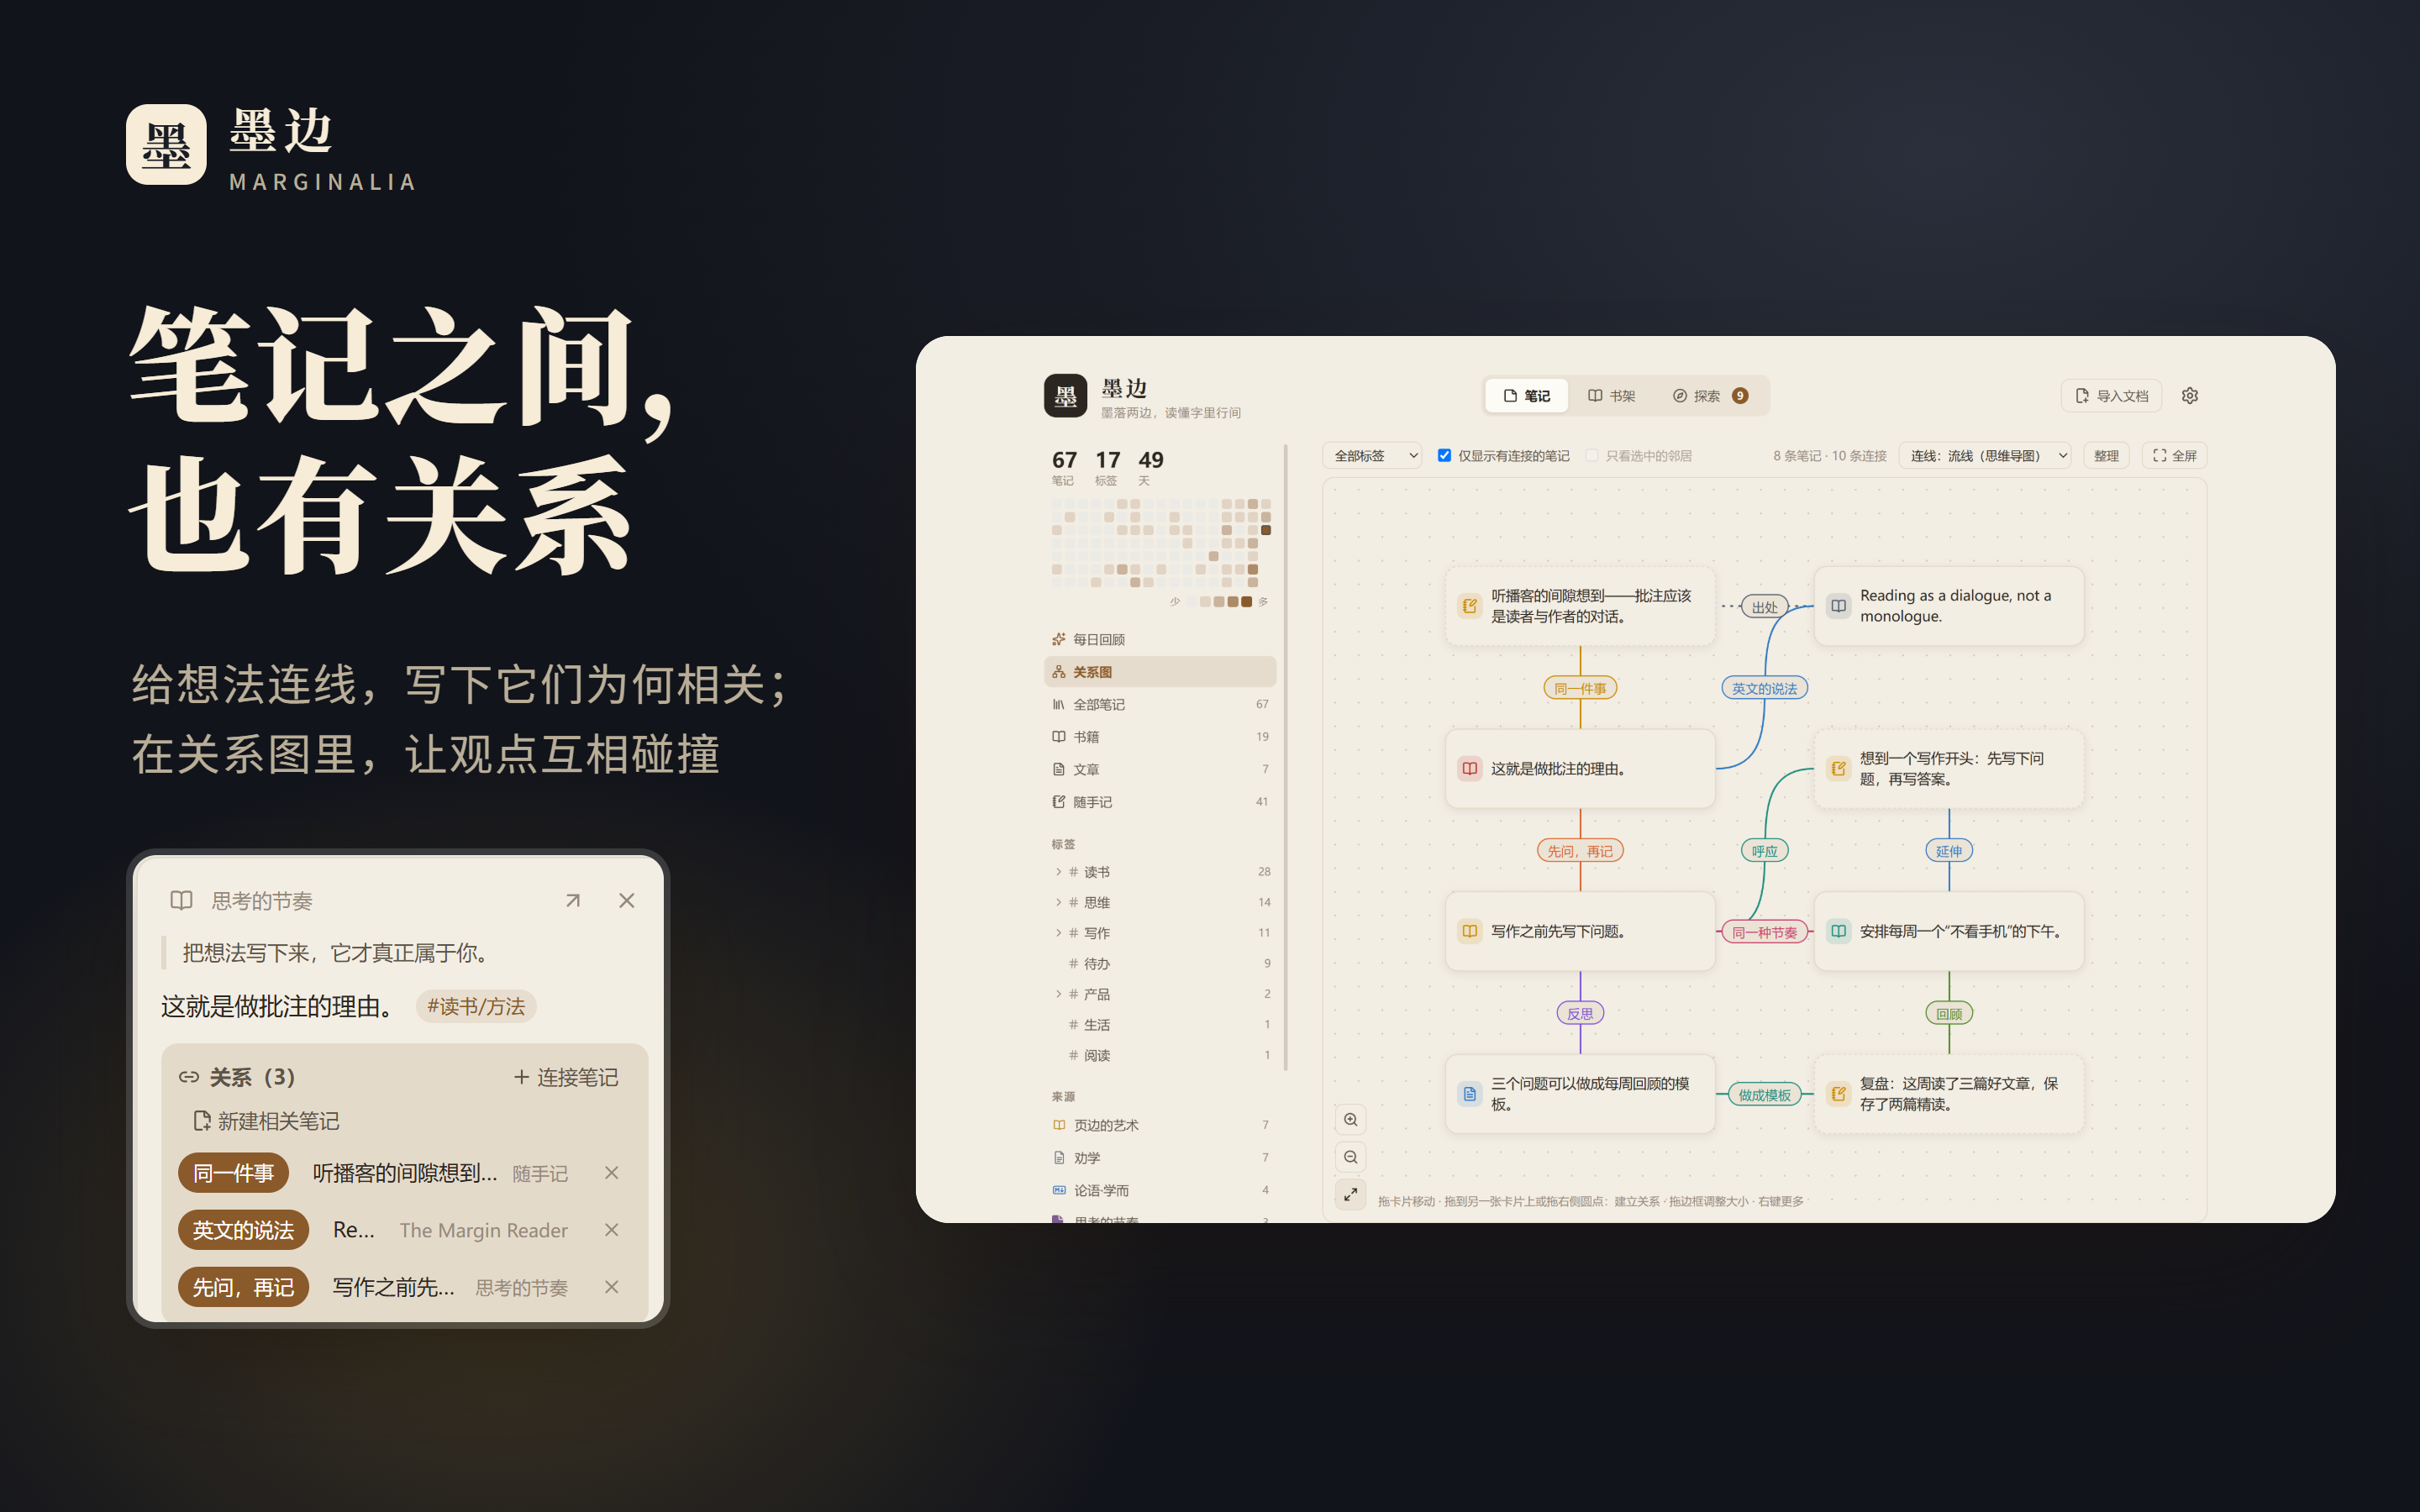 墨
墨边
MARGINALIA
笔记之间，
也有关系
给想法连线，写下它们为何相关；
在关系图里，让观点互相碰撞
思考的节奏
把想法写下来，它才真正属于你。
这就是做批注的理由。 #读书/方法
关系（3） 连接笔记
新建相关笔记
同一件事 听播客的间隙想到... 随手记
英文的说法 Re... The Margin Reader
先问，再记 写作之前先... 思考的节奏
墨
墨边
墨落两边，读懂字里行间
笔记 书架 探索 9
导入文档
67 17 49
笔记 标签 天
少 多
每日回顾
关系图
全部笔记 67
书籍 19
文章 7
随手记 41
标签
# 读书 28
# 思维 14
# 写作 11
# 待办 9
# 产品 2
# 生活 1
# 阅读 1
来源
页边的艺术 7
劝学 7
论语·学而 4
思考的节奏 3
全部标签 仅显示有连接的笔记 只看选中的邻居 8 条笔记 · 10 条连接 连线：流线（思维导图） 整理 全屏
听播客的间隙想到——批注应该
是读者与作者的对话。
出处
Reading as a dialogue, not a
monologue.
同一件事
英文的说法
这就是做批注的理由。
想到一个写作开头：先写下问
题，再写答案。
先问，再记
呼应
延伸
写作之前先写下问题。
同一种节奏
安排每周一个“不看手机”的下午。
反思
回顾
三个问题可以做成每周回顾的模
板。
做成模板
复盘：这周读了三篇好文章，保
存了两篇精读。
拖卡片移动 · 拖到另一张卡片上或拖右侧圆点：建立关系 · 拖边框调整大小 · 右键更多